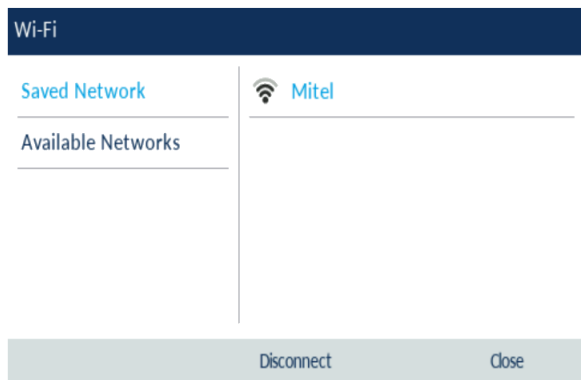 Wi-Fi
Saved Network
Mitel
Available Networks
Disconnect
Close